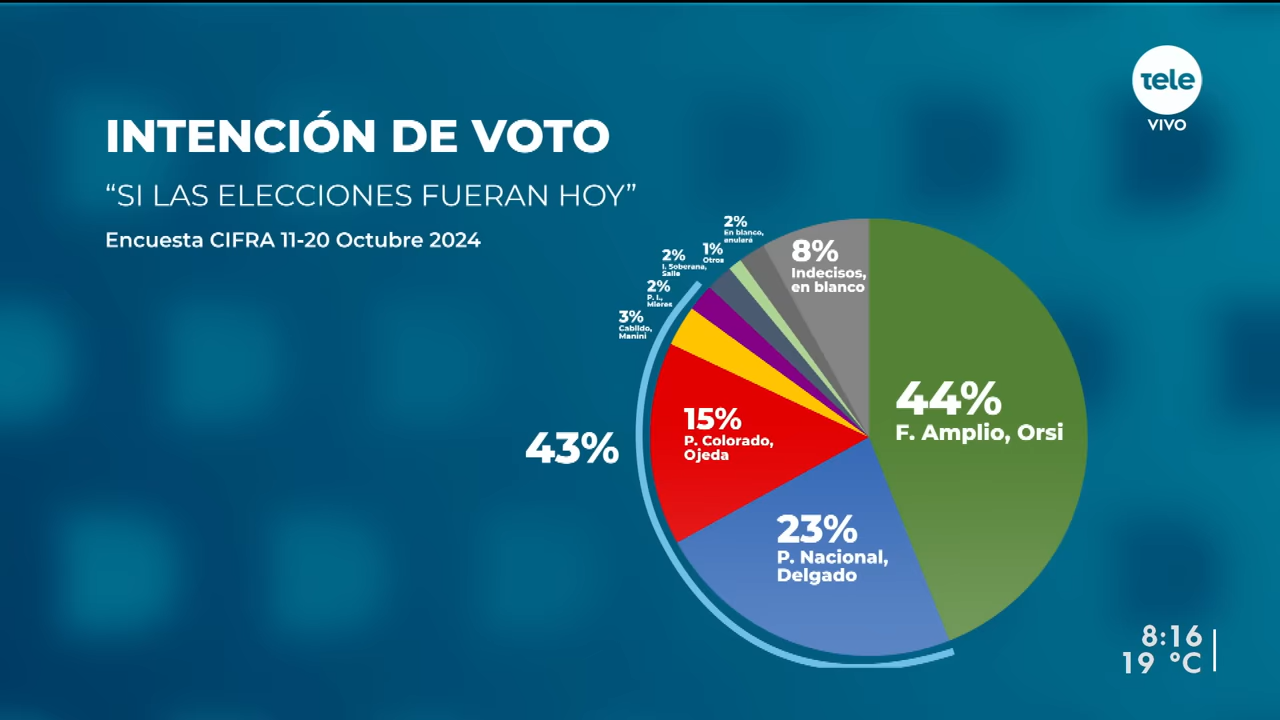 tele
VIVO
INTENCIÓN DE VOTO
“SI LAS ELECCIONES FUERAN HOY”
Encuesta CIFRA 11-20 Octubre 2024
2%
En blanco,
anulará
1%
Otros
2%
I. Soberana,
Salle
2%
P. I.,
Mieres
3%
Cabildo,
Manini
8%
Indecisos,
en blanco
44%
F. Amplio, Orsi
15%
P. Colorado,
Ojeda
43%
23%
P. Nacional,
Delgado
8:16
19 °C